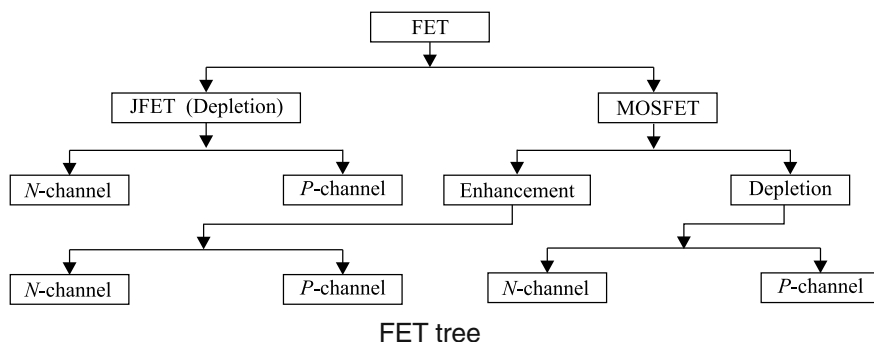 FET
JFET (Depletion)
MOSFET
N-channel
P-channel
Enhancement
Depletion
N-channel
P-channel
N-channel
P-channel
FET tree